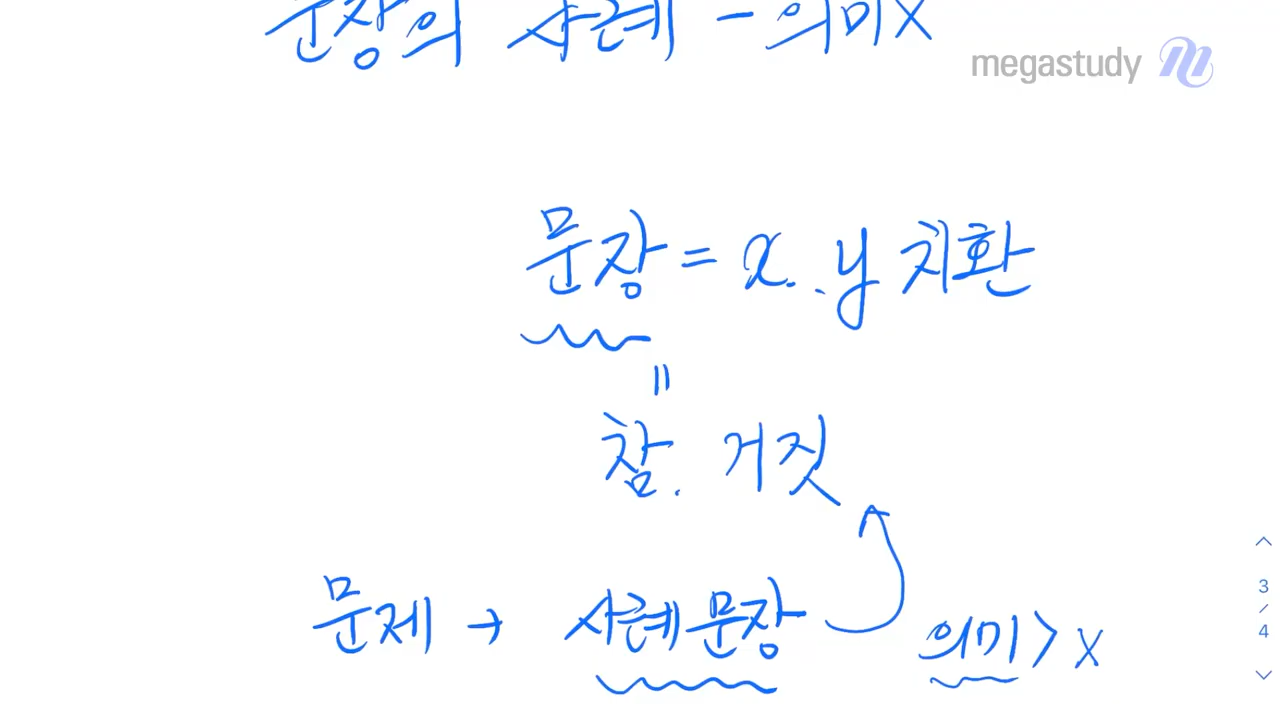 문장의 사례 - 의미 X
megastudy
문장 = x. .y 치환
=
참. 거짓
문제 → 사례문장
의미 > X
3
/
4